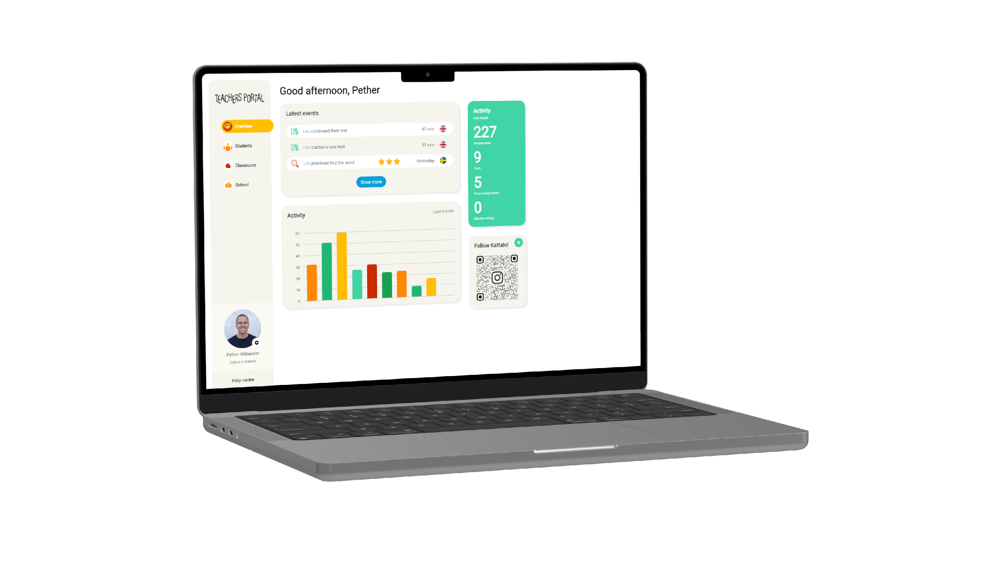 TEACHERS PORTAL
Overview
Students
Classroom
School
Pether Wiklander
School of Kattalo
Help centre
Good afternoon, Pether
Latest events
Leo continued their text 42 min
Leo started a new text 51 min
Leo practiced find the word Yesterday
Show more
Activity
Last month
60
50
40
30
20
10
0
Activity
Last month
227
Assignments
9
Texts
5
Hours assignments
0
Minutes writing
Follow Kattalo!